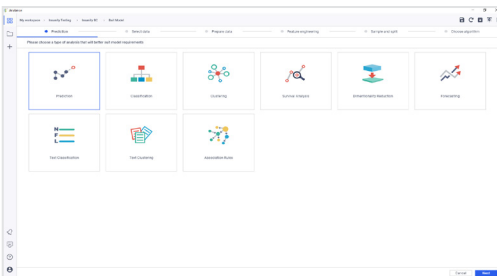 My workspace
Prediction
Select data
Prepare data
Feature engineering
Sample and split
Choose algorithm
Please choose a type of analysis that will better suit model requirement.
Prediction
Classification
Clustering
Survival Analysis
Dimensionality Reduction
Forecasting
N
F
L
Text Classification
Text Clustering
Association Rules
Cancel
Next